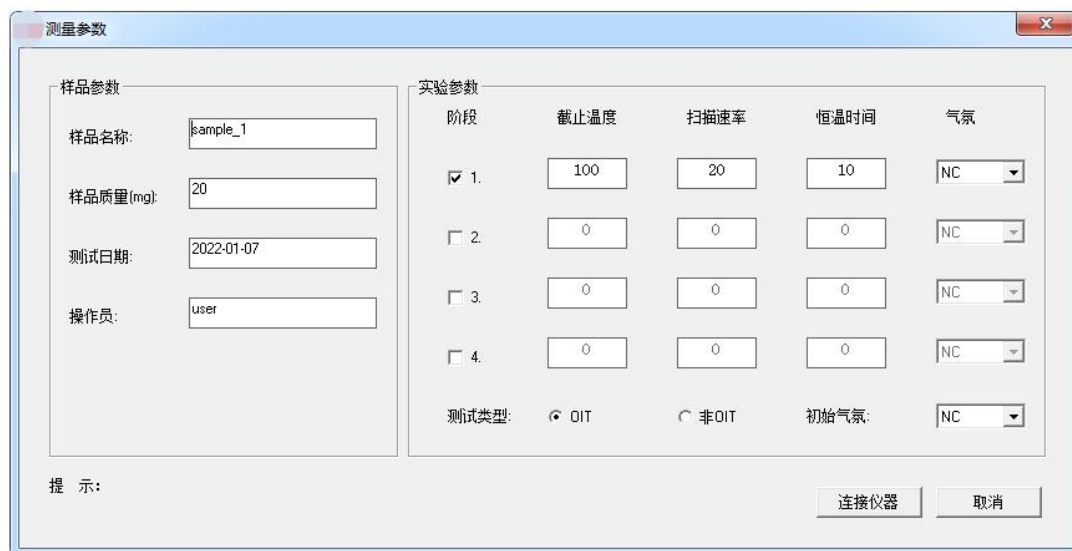 测量参数
样品参数
样品名称: sample_1
样品质量(mg): 20
测试日期: 2022-01-07
操作员: user
实验参数
阶段 截止温度 扫描速率 恒温时间 气氛
1. 100 20 10 NC
2. 0 0 0 NC
3. 0 0 0 NC
4. 0 0 0 NC
测试类型: OIT 非OIT 初始气氛: NC
提 示:
连接仪器 取消